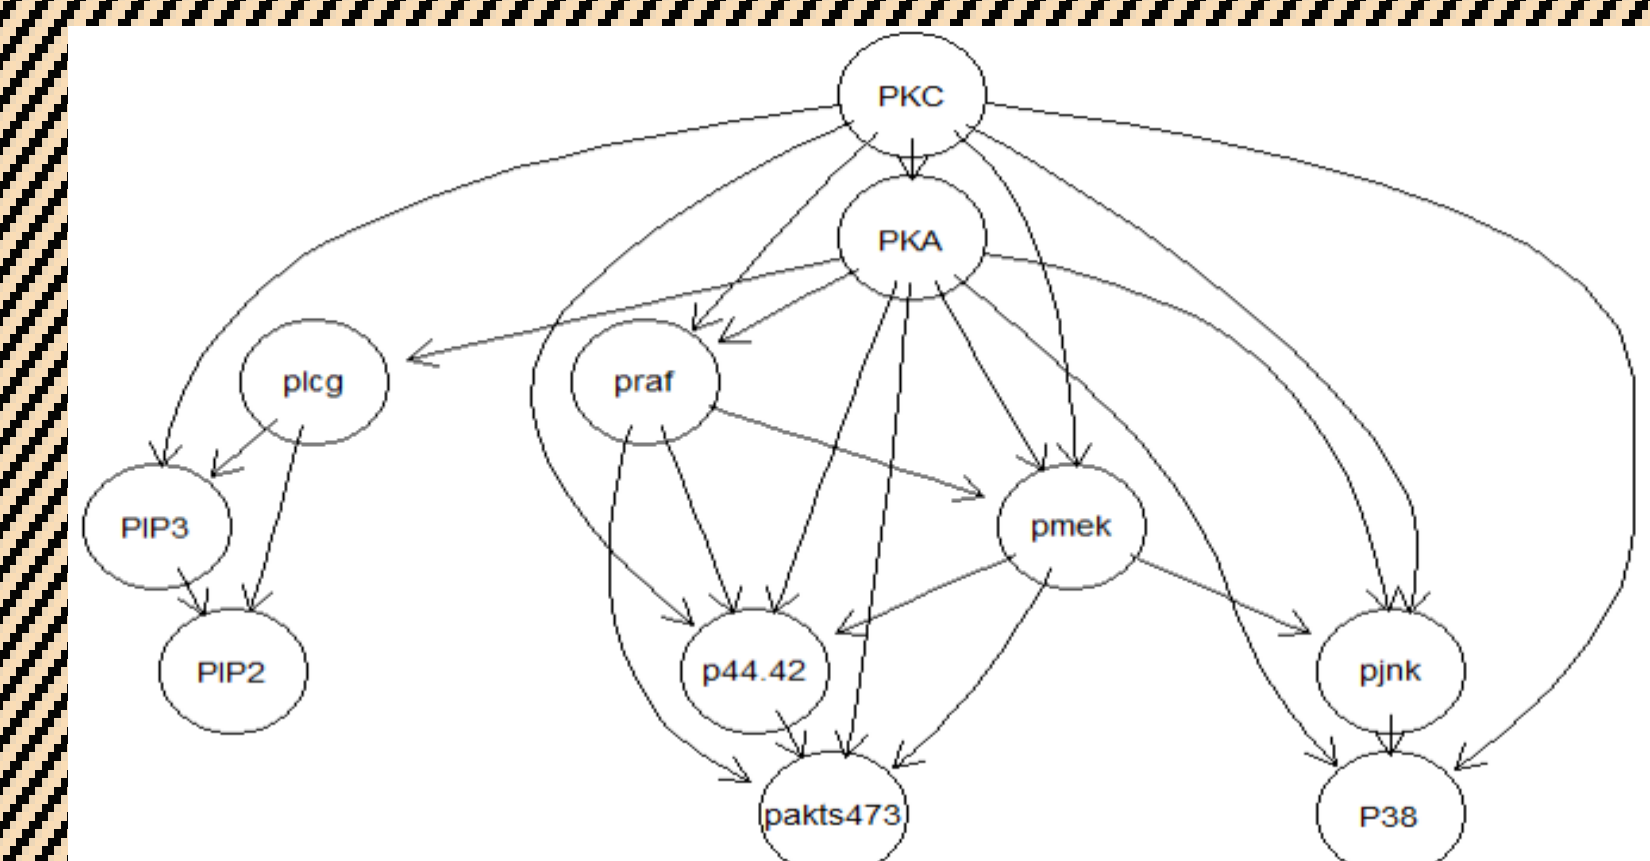 PKC
PKA
plcg
praf
PIP3
pmek
PIP2
p44.42
pjnk
pakts473
P38